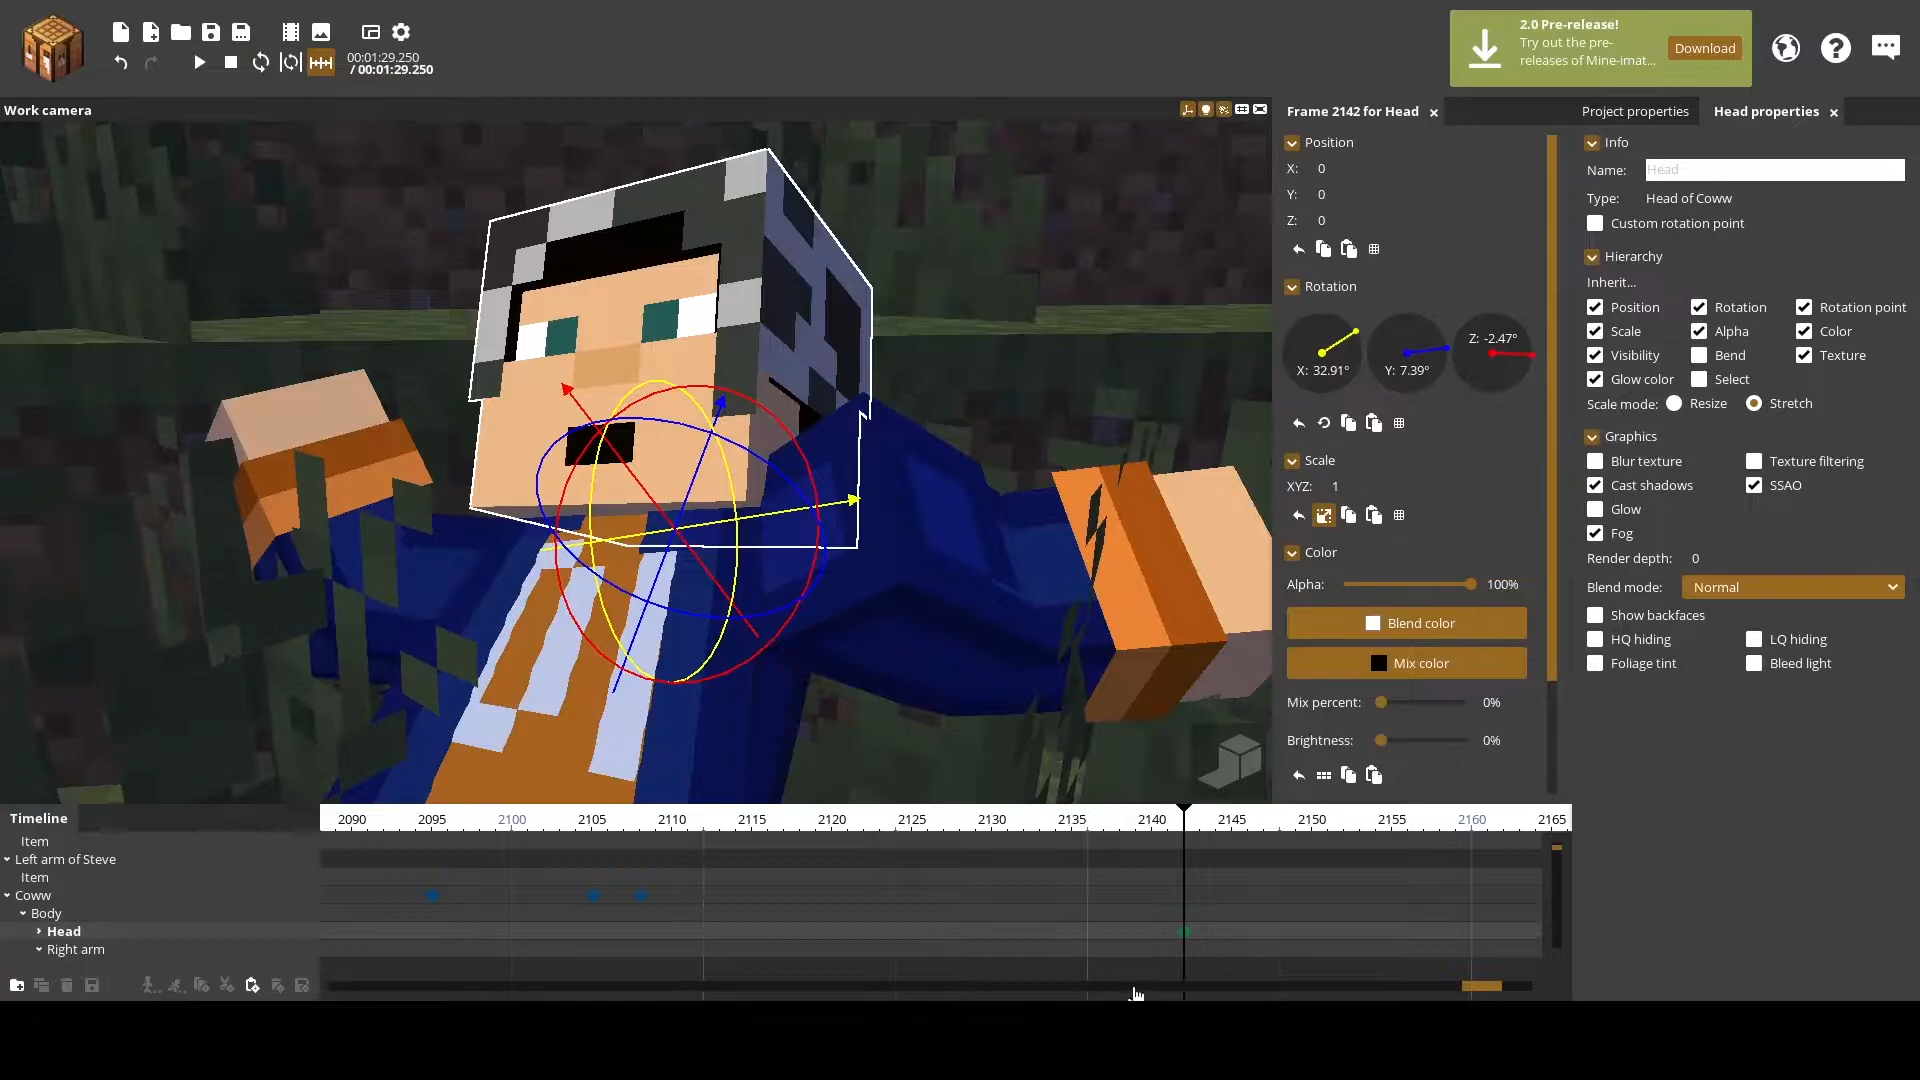 2.0 Pre-release!
Try out the pre-
releases of Mine-imat...
Download
00:01:29.250
/ 00:01:29.250
Work camera
Frame 2142 for Head
Project properties
Head properties
Position
X: 0
Y: 0
Z: 0
Rotation
X: 32.91°
Y: 7.39°
Z: -2.47°
Scale
XYZ: 1
Color
Alpha: 100%
Blend color
Mix color
Mix percent: 0%
Brightness: 0%
Info
Name: Head
Type: Head of Coww
Custom rotation point
Hierarchy
Inherit...
Position Rotation Rotation point
Scale Alpha Color
Visibility Bend Texture
Glow color Select
Scale mode: Resize Stretch
Graphics
Blur texture Texture filtering
Cast shadows SSAO
Glow
Fog
Render depth: 0
Blend mode: Normal
Show backfaces
HQ hiding LQ hiding
Foliage tint Bleed light
Timeline
2090 2095 2100 2105 2110 2115 2120 2125 2130 2135 2140 2145 2150 2155 2160 2165
Item
Left arm of Steve
Item
Coww
Body
Head
Right arm